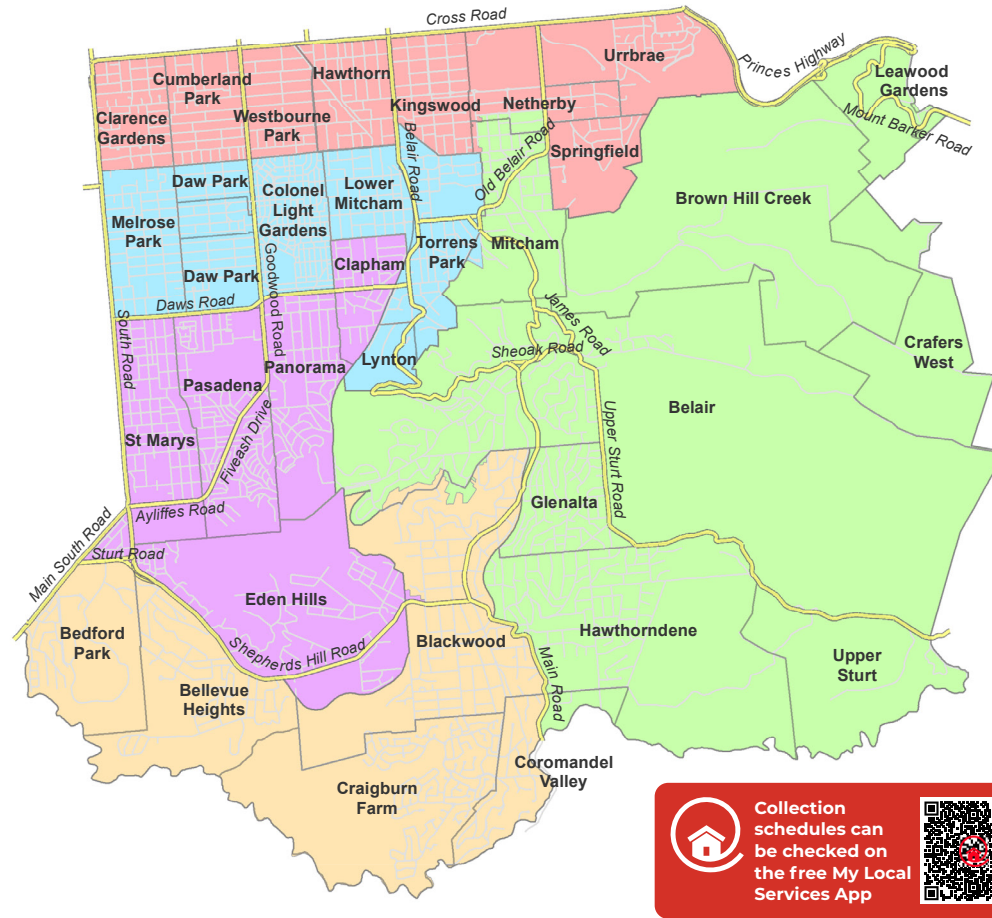 Cross Road
Princes Highway
Urrbrae
Leawood
Gardens
Mount Barker Road
Cumberland
Park
Hawthorn
Kingswood
Netherby
Clarence
Gardens
Westbourne
Park
Belair Road
Old Belair Road
Springfield
Daw Park
Colonel
Light
Gardens
Lower
Mitcham
Brown Hill Creek
Melrose
Park
Torrens
Park
Mitcham
Clapham
Daw Park
Goodwood Road
Daws Road
South Road
James Road
Sheoak Road
Crafers
West
Lynton
Panorama
Pasadena
Belair
Fiveash Drive
St Marys
Upper Sturt Road
Glenalta
Ayliffes Road
Main South Road
Sturt Road
Eden Hills
Bedford
Park
Shepherds Hill Road
Blackwood
Hawthorndene
Main Road
Upper
Sturt
Bellevue
Heights
Coromandel
Valley
Craigburn
Farm
Collection
schedules can
be checked on
the free My Local
Services App